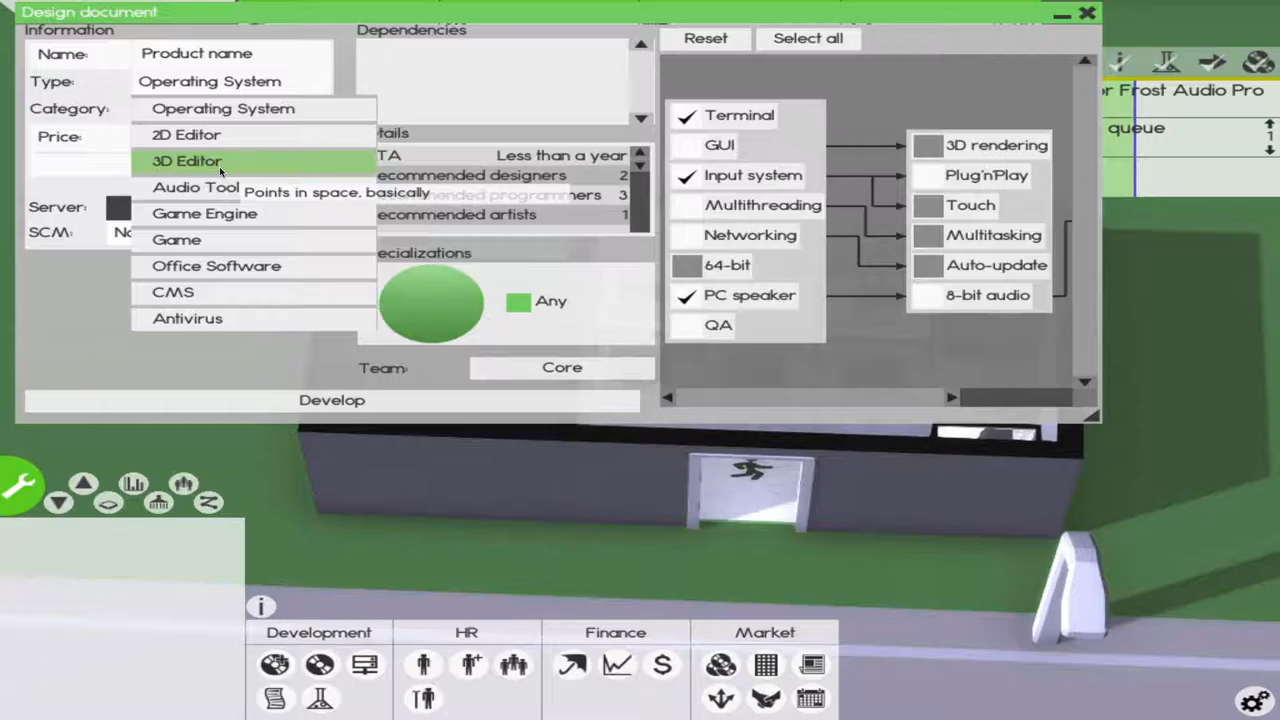 Design document
Information
Name:
Product name
Type:
Operating System
Category:
Operating System
2D Editor
3D Editor
Audio Tool
Game Engine
Game
Office Software
CMS
Antivirus
Points in space, basically
Price:
Server:
SCM:
Develop
Dependencies
etails
TA
Less than a year
ecommended designers 2
ecommended programmers 3
ecommended artists 1
ecializations
Any
Team:
Core
Reset
Select all
Terminal
GUI
Input system
Multithreading
Networking
64-bit
PC speaker
QA
3D rendering
Plug'n'Play
Touch
Multitasking
Auto-update
8-bit audio
r Frost Audio Pro
queue
1
Development
HR
Finance
Market